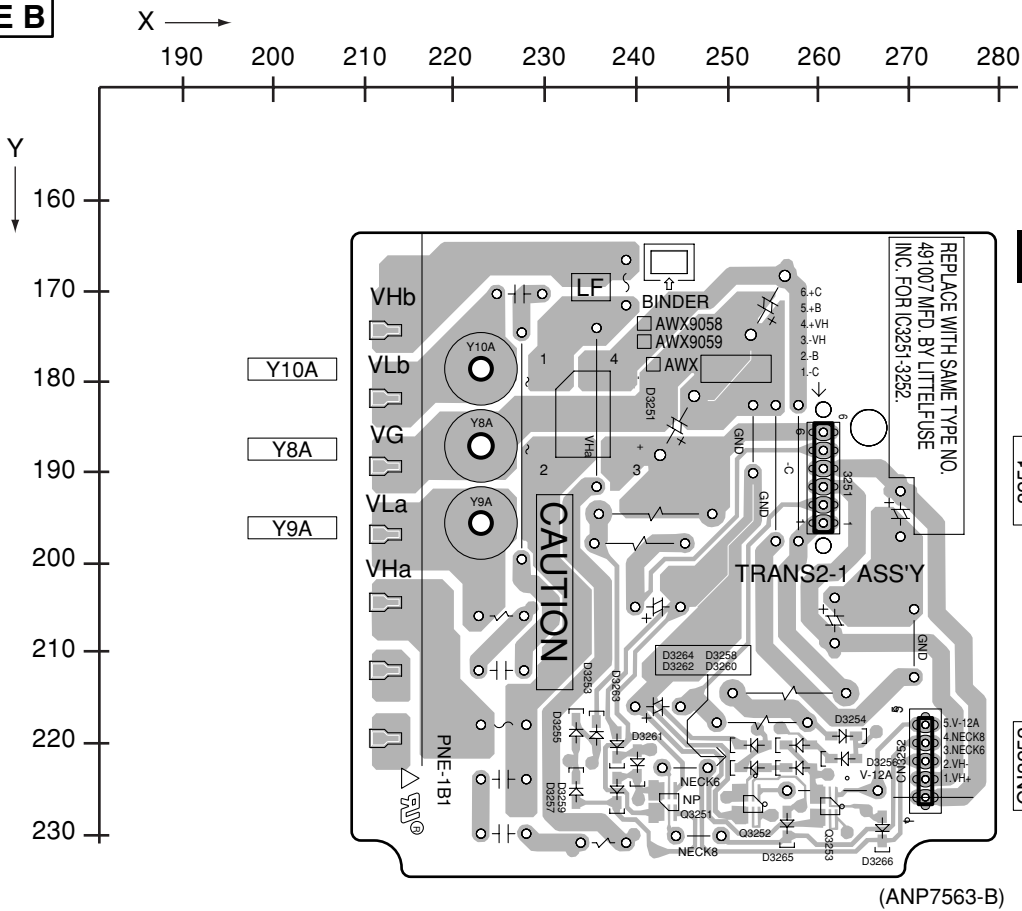 E B
X
190 200 210 220 230 240 250 260 270 280
Y
160
170
180
190
200
210
220
230
VHb
VLb
VG
VLa
VHa
Y10A
Y8A
Y9A
Y10A
Y8A
Y9A
LF
BINDER
AWX9058
AWX9059
AWX
1
4
2
3
~
~
+
-
VHa
D3251
6.+C
5.+B
4.+VH
3.-VH
2.-B
1.-C
REPLACE WITH SAME TYPE NO.
491007 MFD. BY LITTELFUSE
INC. FOR IC3251-3252.
GND
GND
-C
6
6
3251
1
1
CAUTION
TRANS2-1 ASS'Y
GND
D3264 D3258
D3262 D3260
D3253
D3263
D3255
D3261
D3259
D3257
D3254
D3256
V-12A
NECK6
NP
Q3251
NECK8
Q3252
Q3253
D3265
D3266
CN3252
5.V-12A
4.NECK8
3.NECK6
2.VH-
1.VH+
PNE-1B1
(ANP7563-B)